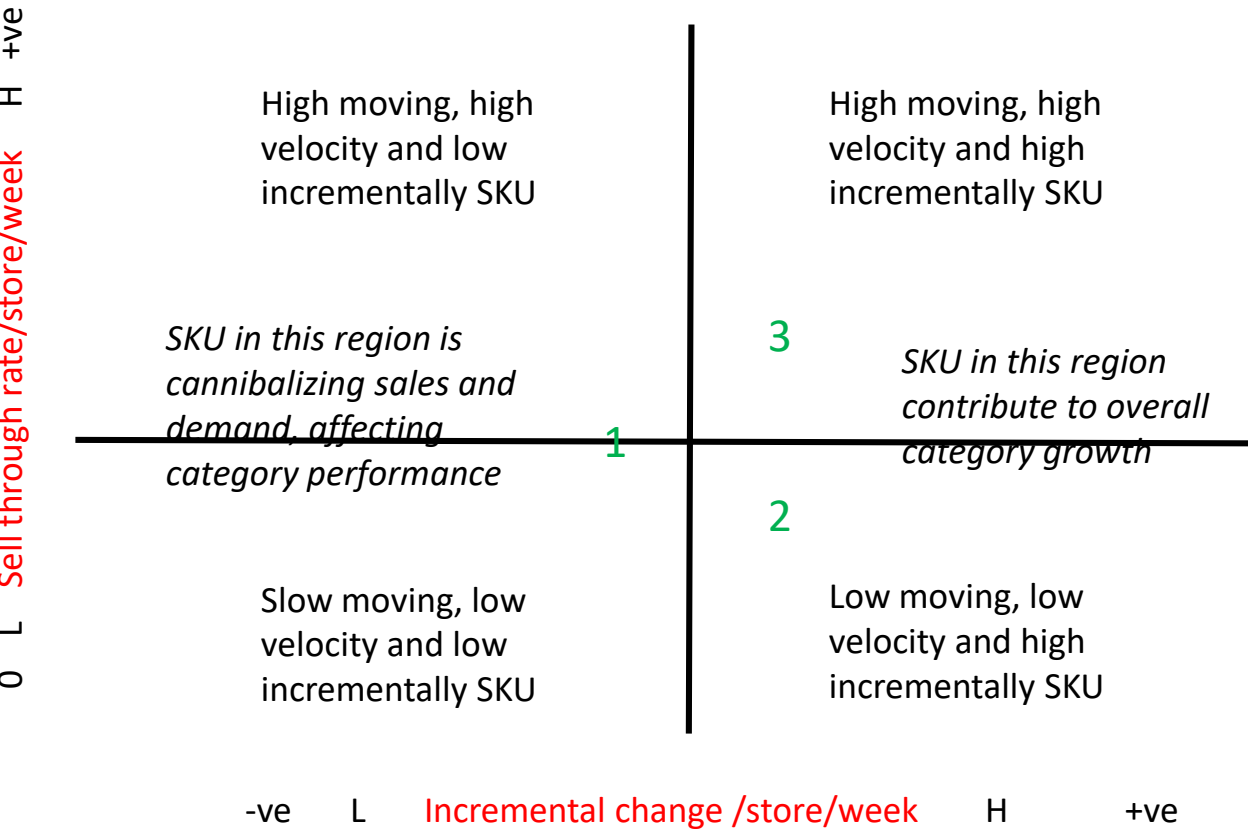 0 L Sell through rate/store/week H +ve
High moving, high
velocity and low
incrementally SKU
High moving, high
velocity and high
incrementally SKU
SKU in this region is
cannibalizing sales and
demand, affecting
category performance
3
SKU in this region
contribute to overall
category growth
1
2
Slow moving, low
velocity and low
incrementally SKU
Low moving, low
velocity and high
incrementally SKU
-ve L Incremental change /store/week H +ve